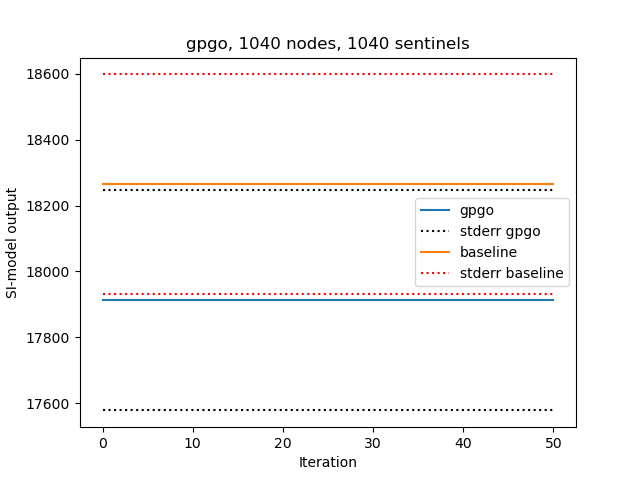 gpgo, 1040 nodes, 1040 sentinels
18600
18400
18200
18000
17800
17600
SI-model output
gpgo
stderr gpgo
baseline
stderr baseline
0 10 20 30 40 50
Iteration